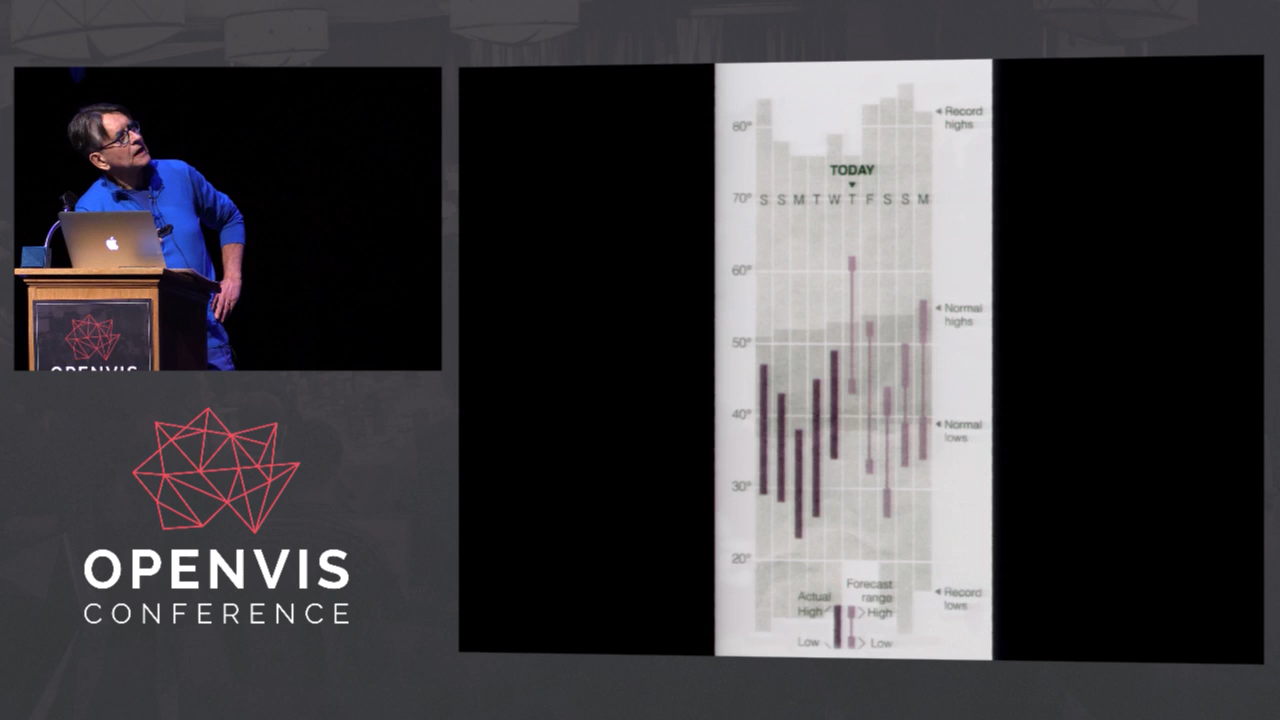 OPENVIS
OPENVIS
CONFERENCE
80°
Record
highs
TODAY
70° S S M T W T F S S M
60°
Normal
highs
50°
40°
Normal
lows
30°
20°
Forecast
range
Actual
High
High
Low
Low
Record
lows